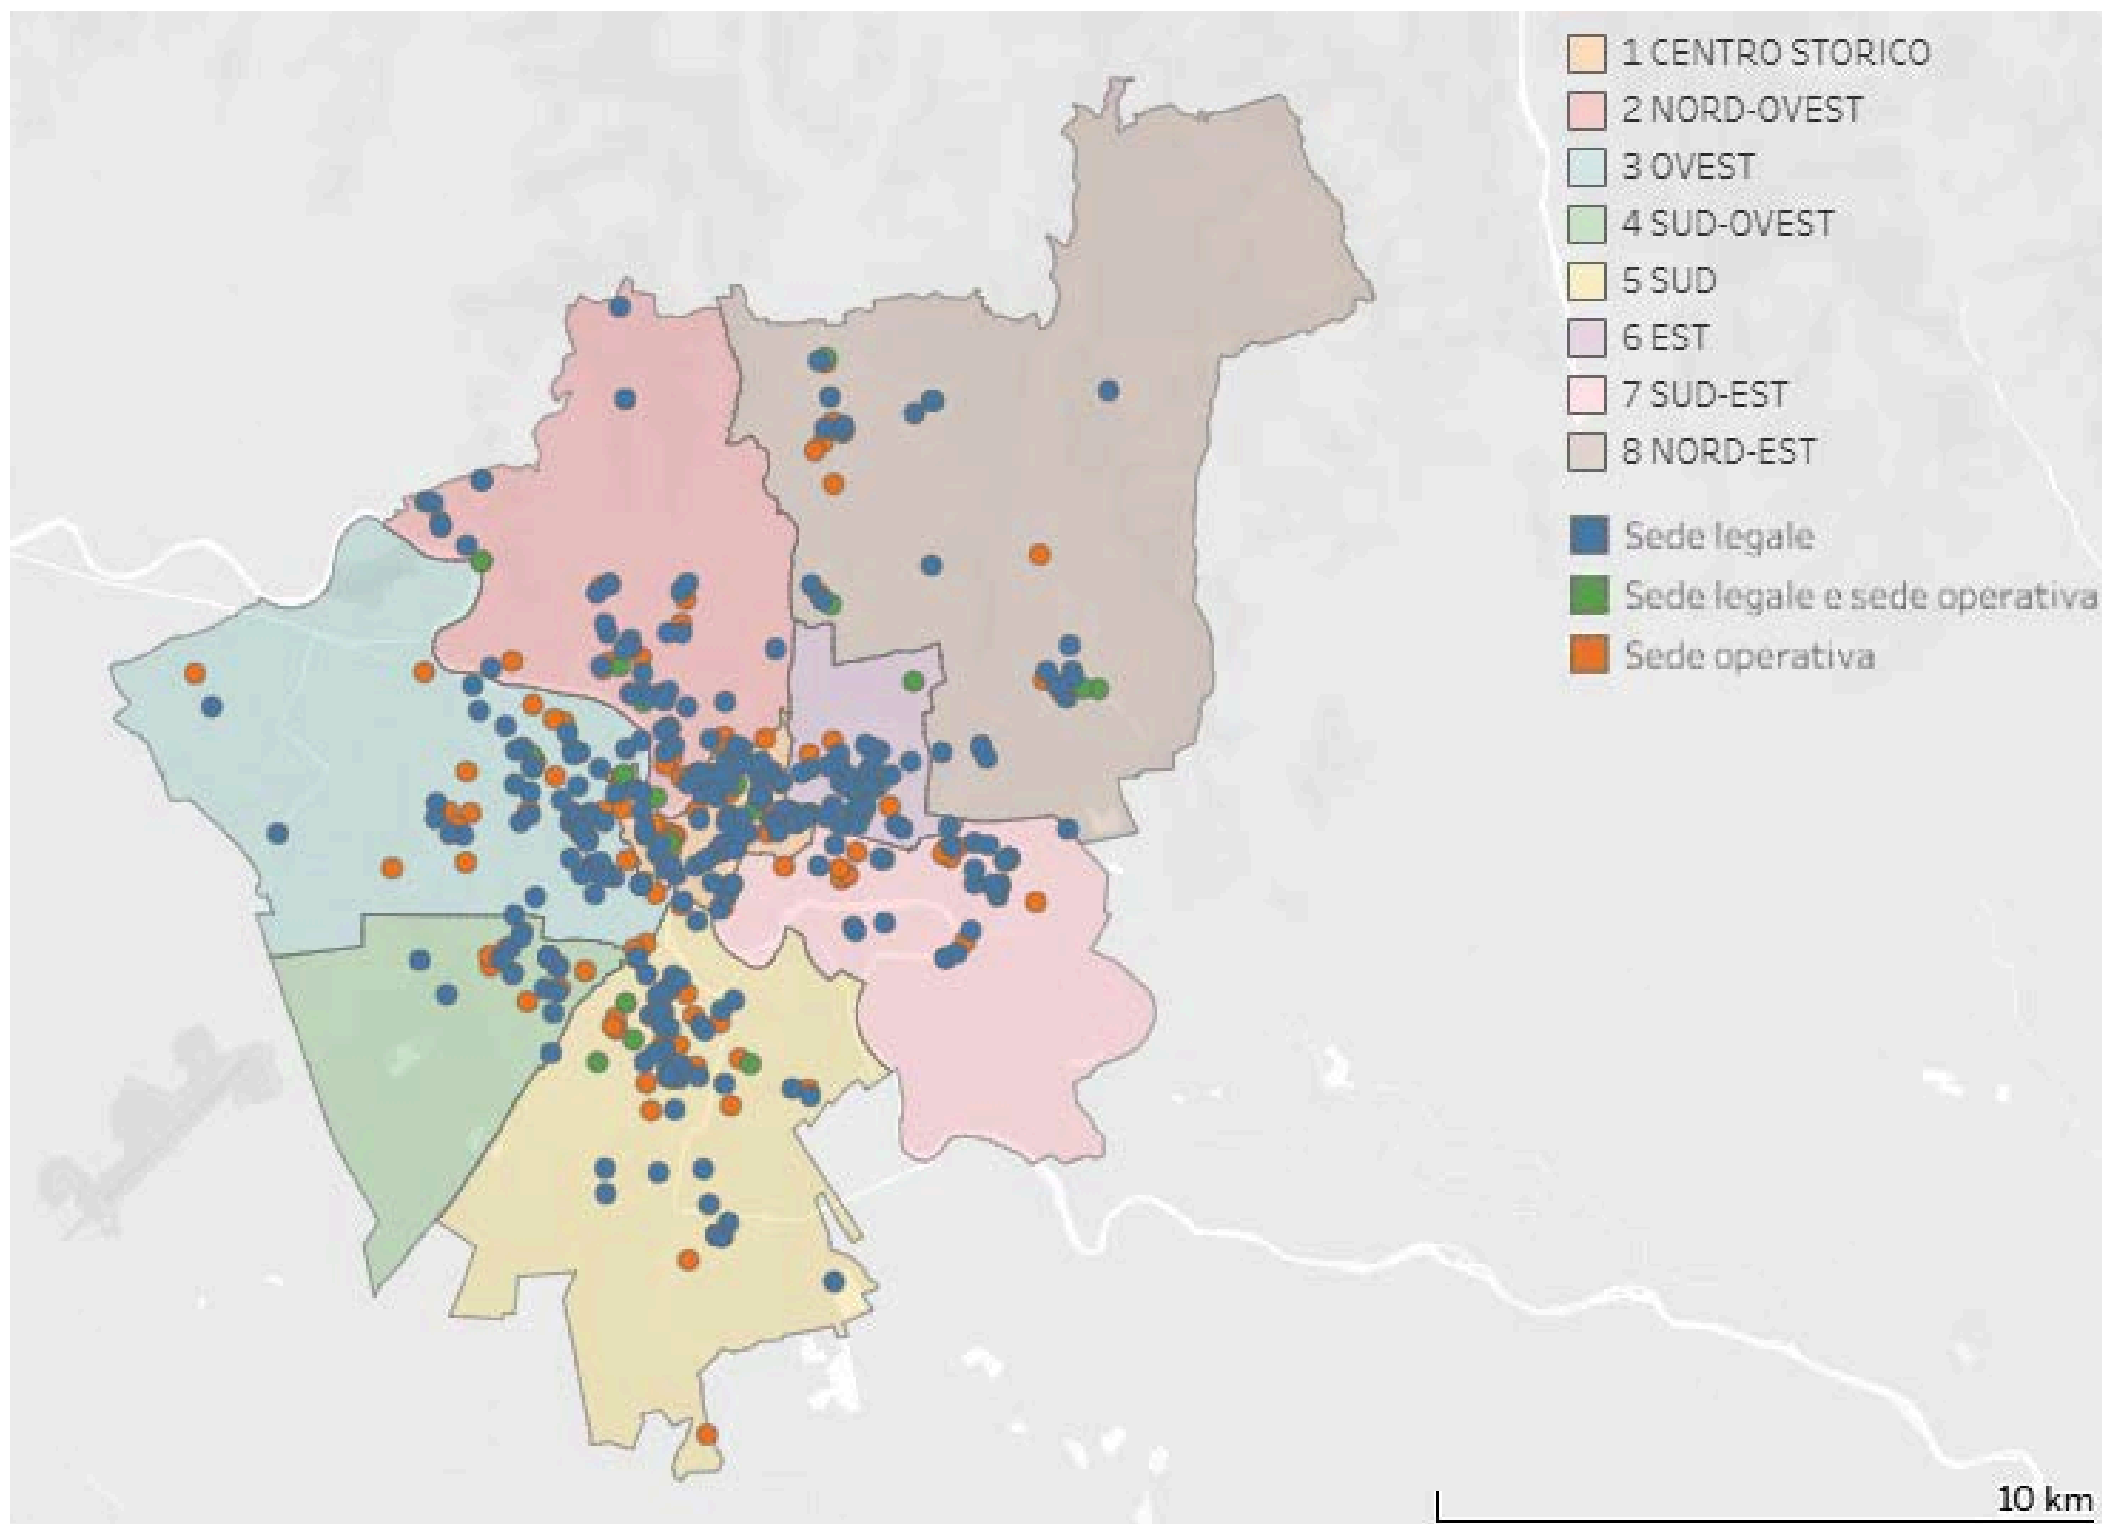 1 CENTRO STORICO
2 NORD-OVEST
3 OVEST
4 SUD-OVEST
5 SUD
6 EST
7 SUD-EST
8 NORD-EST
Sede legale
Sede legale e sede operativa
Sede operativa
10 km